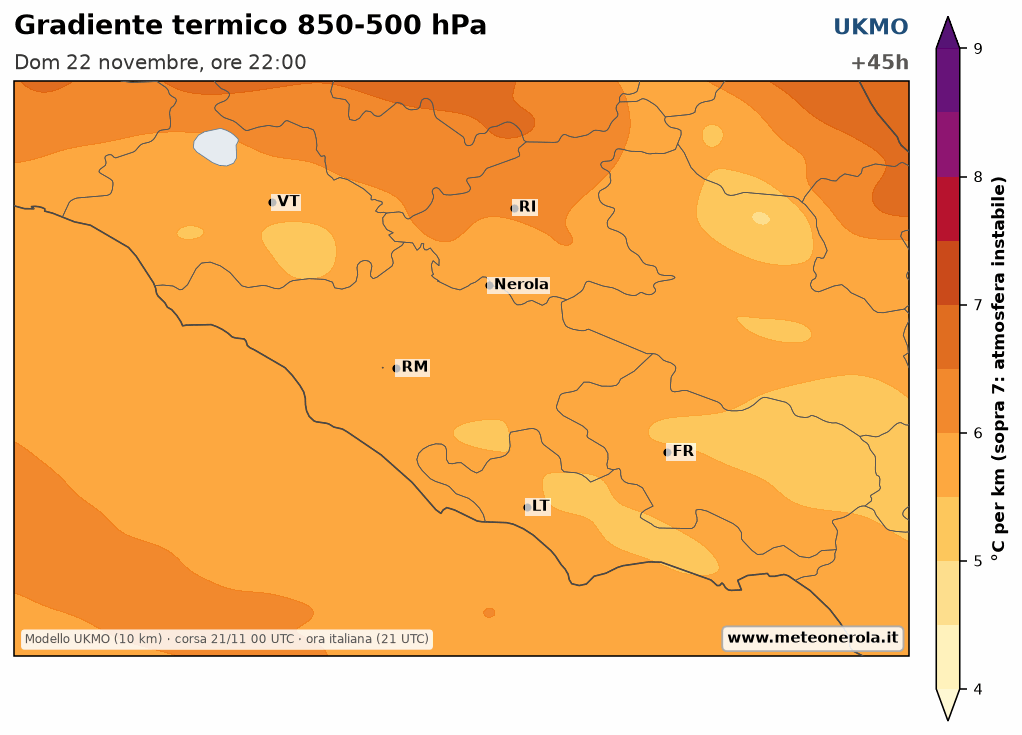 Gradiente termico 850-500 hPa
UKMO
Dom 22 novembre, ore 22:00
+45h
VT
RI
Nerola
RM
FR
LT
Modello UKMO (10 km) · corsa 21/11 00 UTC · ora italiana (21 UTC)
www.meteonerola.it
9
8
7
6
5
4
°C per km (sopra 7: atmosfera instabile)